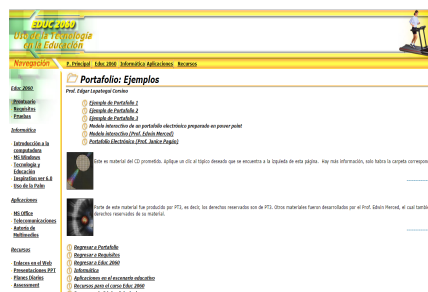 EDUC 2060
Uso de la Tecnología
en la Educación
Navegación
P. Principal Educ 2060 Informática Aplicaciones Recursos
Portafolio: Ejemplos
Prof. Edgar Lopategui Corsino
Educ 2060
Prontuario
Requisitos
Pruebas
Informática
Introducción a la
computadora
MS Windows
Tecnología y
Educación
Inspiration ver 6.0
Uso de la Palm
Aplicaciones
MS Office
Telecomunicaciones
Autoría de
Multimedios
Recursos
Enlaces en el Web
Presentaciones PPT
Planes Diarios
Assessment
Ejemplo de Portafolio 1
Ejemplo de Portafolio 2
Ejemplo de Portafolio 3
Modelo interactivo de un portafolio electrónico preparado en power point
Modelo interactivo (Prof. Edwin Merced)
Portafolio Electrónico (Prof. Janice Pagán)
Este es material del CD prometido. Aplique un clic al tópico deseado que se encuentra a la izquieda de esta página. Hay más información, solo habra la carpeta correspon
Parte de este material fue producido por PT3, es decir, los derechos reservados son de PT3. Otros materiales fueron desarrollados por el Prof. Edwin Merced, el cual tambié
derechos reservados de su material.
Regresar a Portafolio
Regresar a Requisitos
Regresar a Educ 2060
Informática
Aplicaciones en el escenario educativo
Recursos para el curso Educ 2060